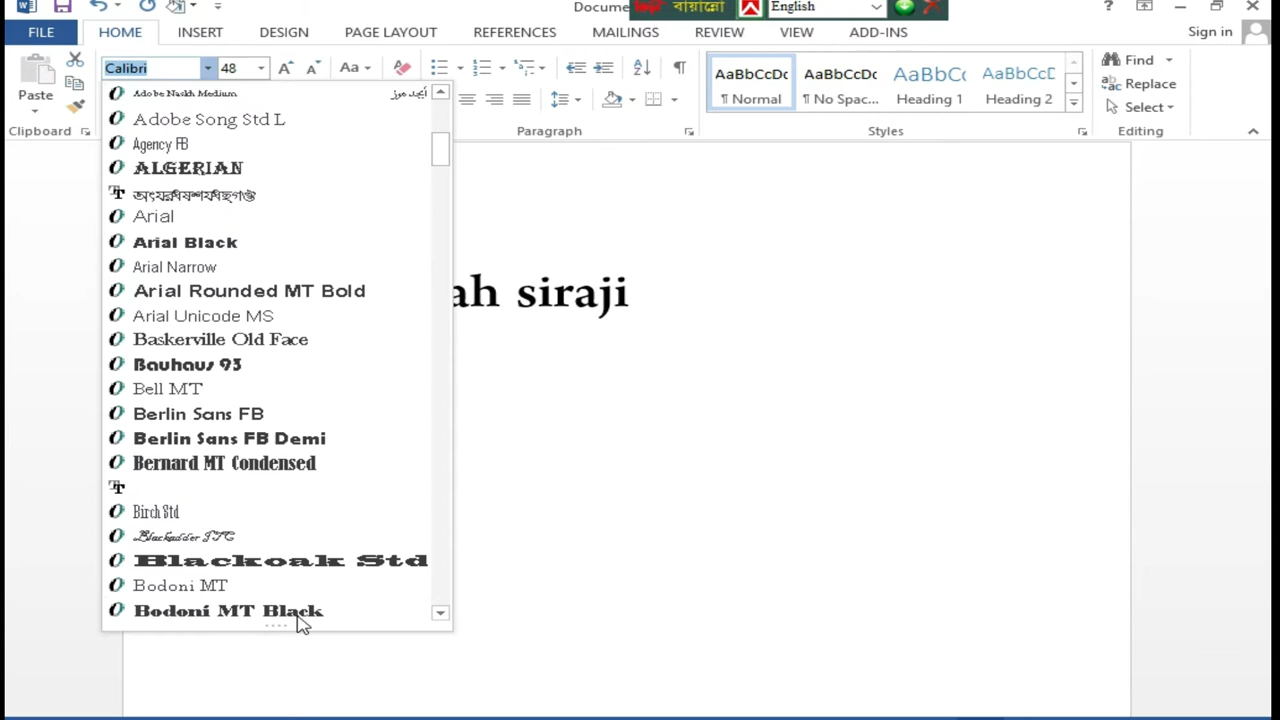 Docume বায়ান্নো English
FILE HOME INSERT DESIGN PAGE LAYOUT REFERENCES MAILINGS REVIEW VIEW ADD-INS Sign in
Calibri 48 Aa
Paste
Clipboard
Paragraph
AaBbCcDc AaBbCcDc AaBbCc AaBbCcD
¶ Normal ¶ No Spac... Heading 1 Heading 2
Styles
Find
Replace
Select
Editing
Adobe Naskh Medium أبجد هوز
Adobe Song Std L
Agency FB
ALGERIAN
Arial
Arial Black
Arial Narrow
Arial Rounded MT Bold
Arial Unicode MS
Baskerville Old Face
Bauhaus 93
Bell MT
Berlin Sans FB
Berlin Sans FB Demi
Bernard MT Condensed
Birch Std
Blackadder ITC
Blackoak Std
Bodoni MT
Bodoni MT Black
ah siraji